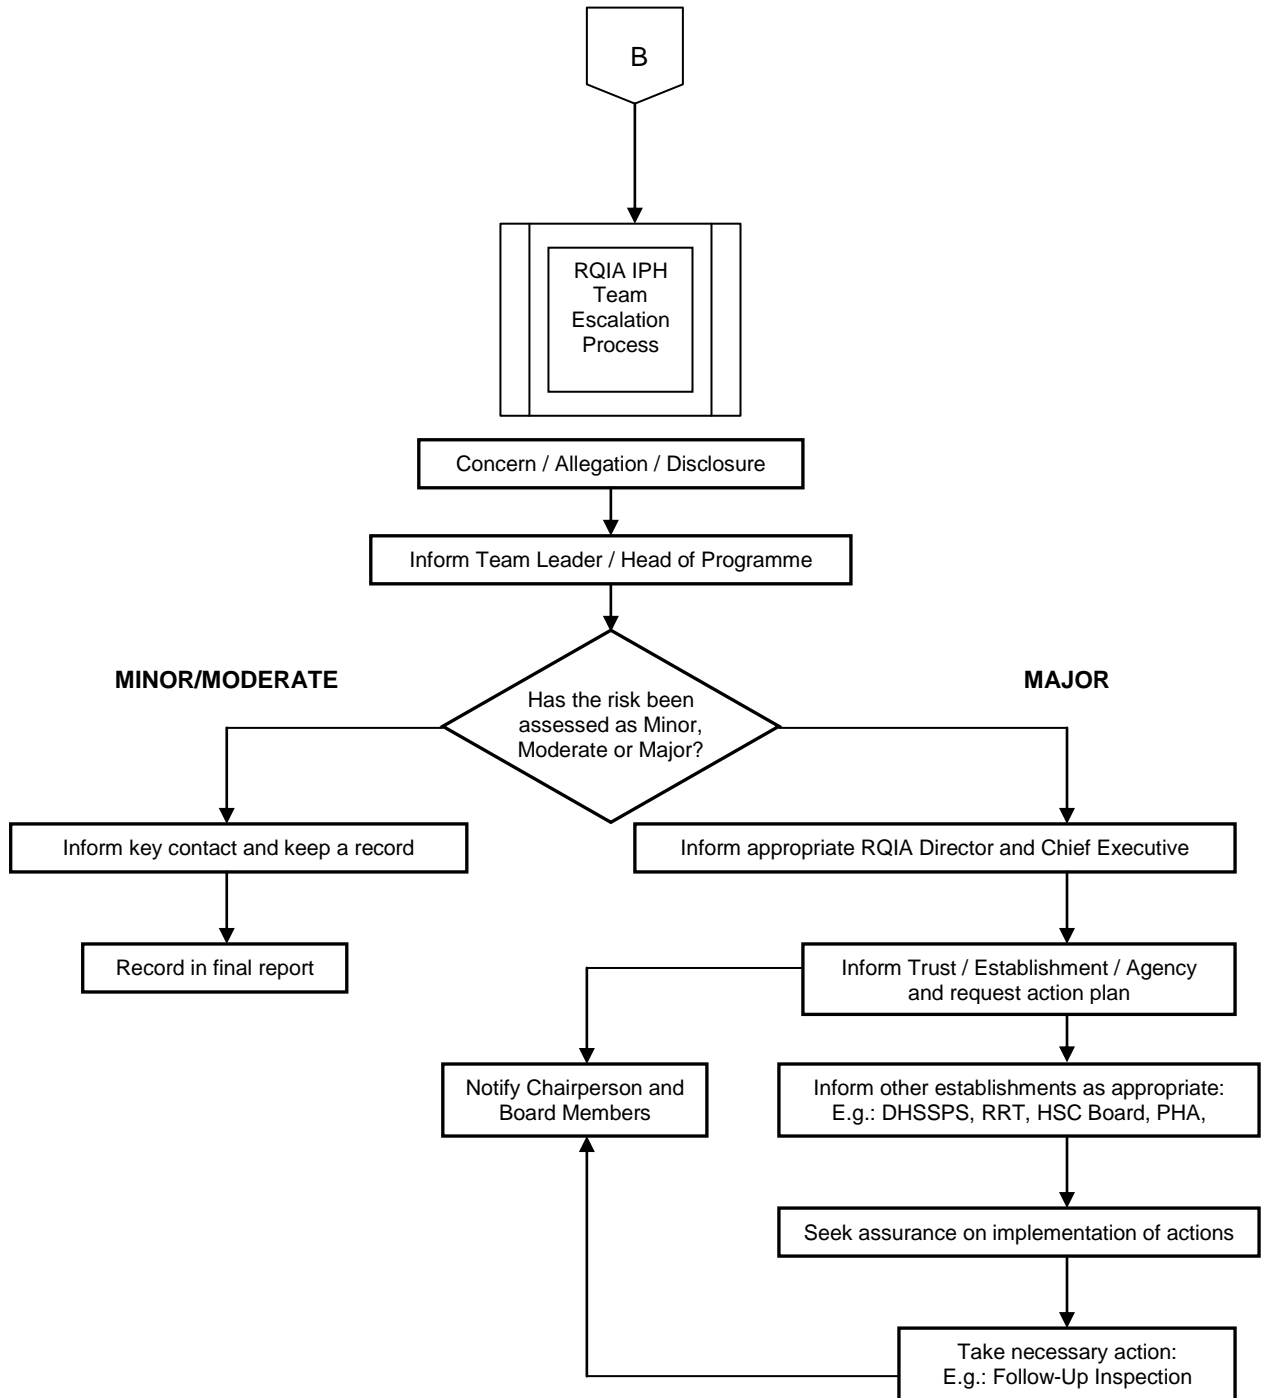 B
RQIA IPH
Team
Escalation
Process
Concern / Allegation / Disclosure
Inform Team Leader / Head of Programme
MINOR/MODERATE
MAJOR
Has the risk been
assessed as Minor,
Moderate or Major?
Inform key contact and keep a record
Inform appropriate RQIA Director and Chief Executive
Record in final report
Inform Trust / Establishment / Agency
and request action plan
Notify Chairperson and
Board Members
Inform other establishments as appropriate:
E.g.: DHSSPS, RRT, HSC Board, PHA,
Seek assurance on implementation of actions
Take necessary action:
E.g.: Follow-Up Inspection